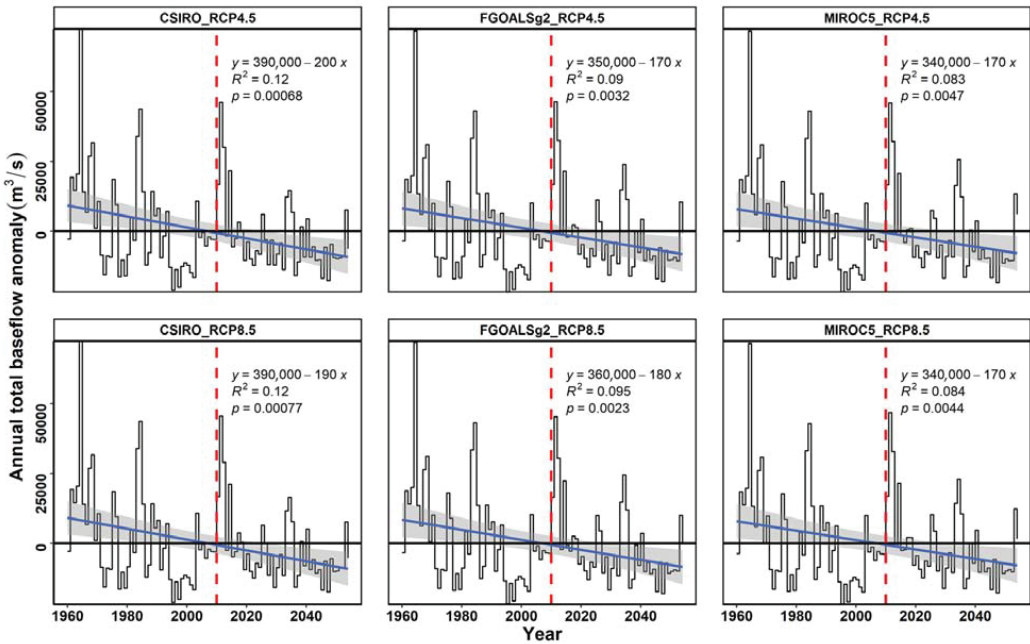 CSIRO_RCP4.5
FGOALSg2_RCP4.5
MIROC5_RCP4.5
y = 390,000 – 200 x
R² = 0.12
p = 0.00068
y = 350,000 – 170 x
R² = 0.09
p = 0.0032
y = 340,000 – 170 x
R² = 0.083
p = 0.0047
50000
25000
0
CSIRO_RCP8.5
FGOALSg2_RCP8.5
MIROC5_RCP8.5
y = 390,000 – 190 x
R² = 0.12
p = 0.00077
y = 360,000 – 180 x
R² = 0.095
p = 0.0023
y = 340,000 – 170 x
R² = 0.084
p = 0.0044
50000
25000
0
Annual total baseflow anomaly (m³/s)
1960 1980 2000 2020 2040
1960 1980 2000 2020 2040
1960 1980 2000 2020 2040
Year